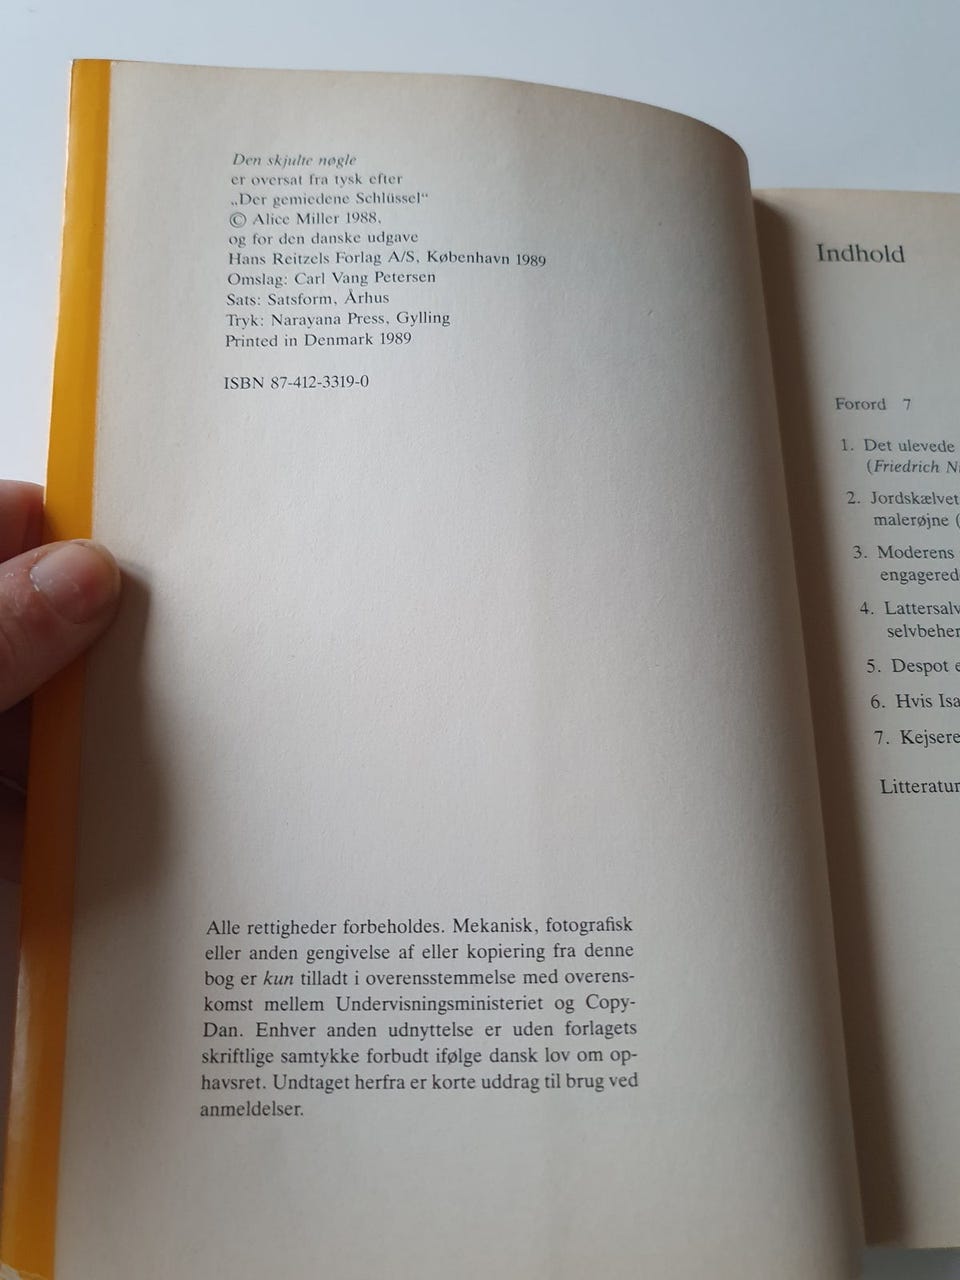 Den skjulte nøgle
er oversat fra tysk efter
„Der gemiedene Schlüssel“
© Alice Miller 1988,
og for den danske udgave
Hans Reitzels Forlag A/S, København 1989
Omslag: Carl Vang Petersen
Sats: Satsform, Århus
Tryk: Narayana Press, Gylling
Printed in Denmark 1989
ISBN 87-412-3319-0
Alle rettigheder forbeholdes. Mekanisk, fotografisk
eller anden gengivelse af eller kopiering fra denne
bog er kun tilladt i overensstemmelse med overens-
komst mellem Undervisningsministeriet og Copy-
Dan. Enhver anden udnyttelse er uden forlagets
skriftlige samtykke forbudt ifølge dansk lov om op-
havsret. Undtaget herfra er korte uddrag til brug ved
anmeldelser.
Indhold
Forord 7
1. Det ulevede
(Friedrich
2. Jordskælvet
malerøjne (
3. Moderens
engagered
4. Lattersalv
selvbeher
5. Despot
6. Hvis Isa
7. Kejsere
Litteratur